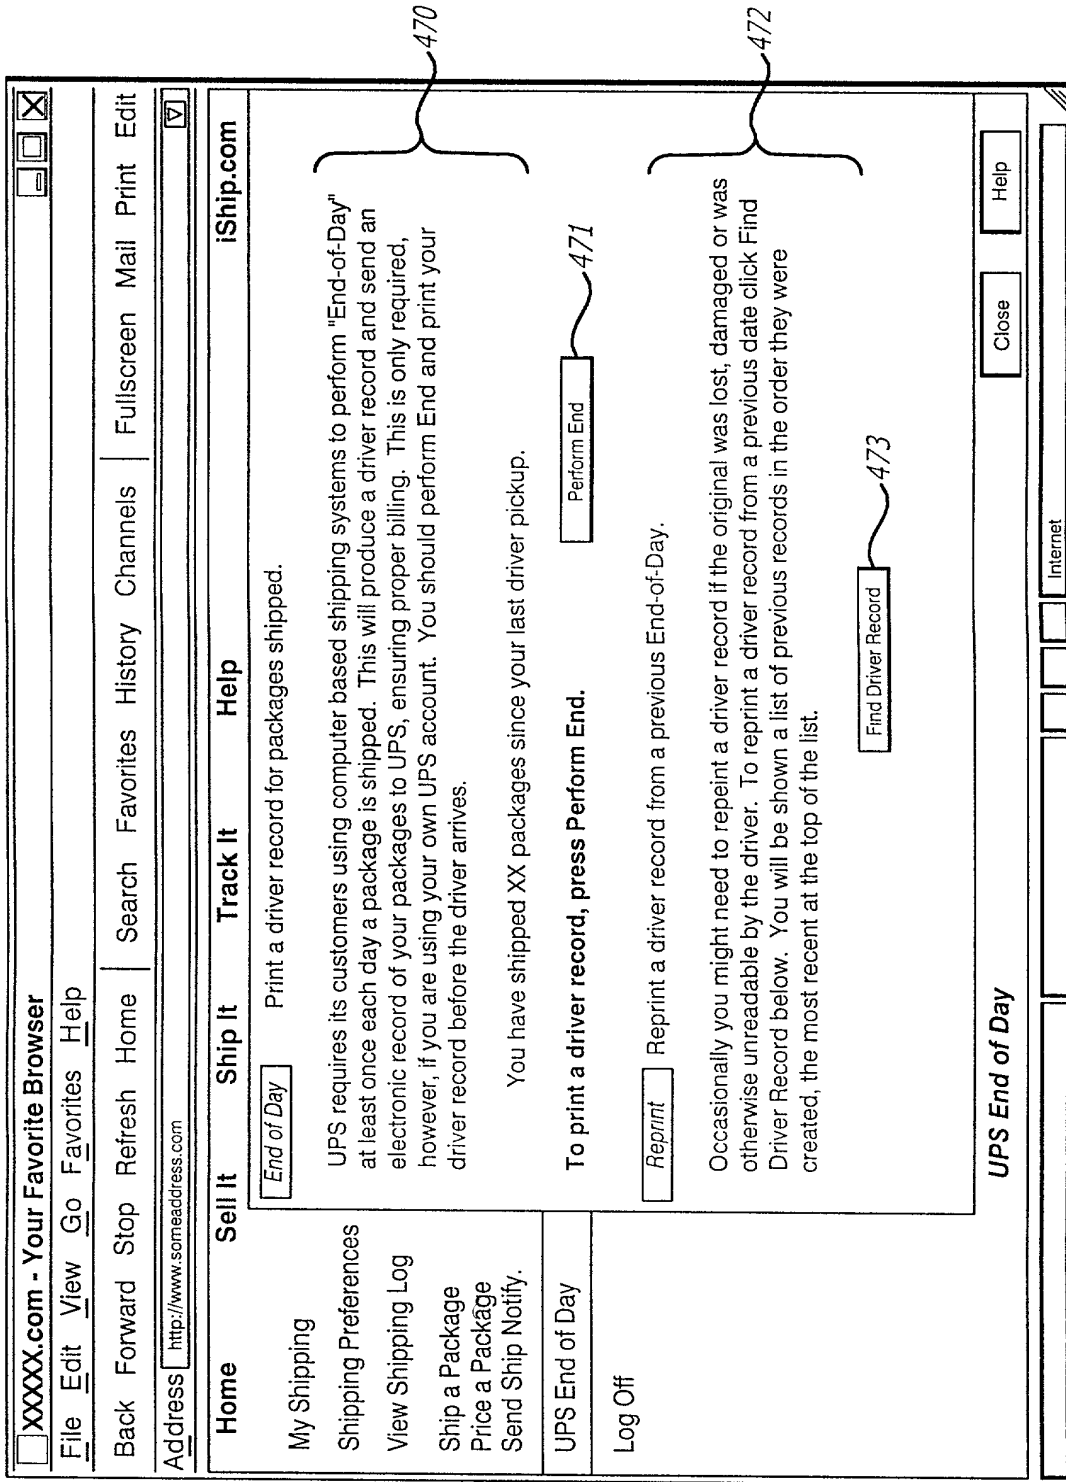 XXXXX.com - Your Favorite Browser
File Edit View Go Favorites Help
Back Forward Stop Refresh Home Search Favorites History Channels Fullscreen Mail Print Edit
Address http://www.someaddress.com
Home Sell It Ship It Track It Help iShip.com
My Shipping
Shipping Preferences
View Shipping Log
Ship a Package
Price a Package
Send Ship Notify.
UPS End of Day
Log Off
End of Day Print a driver record for packages shipped.
UPS requires its customers using computer based shipping systems to perform "End-of-Day"
at least once each day a package is shipped. This will produce a driver record and send an
electronic record of your packages to UPS, ensuring proper billing. This is only required,
however, if you are using your own UPS account. You should perform End and print your
driver record before the driver arrives.
470
You have shipped XX packages since your last driver pickup.
To print a driver record, press Perform End.
Perform End
471
Reprint Reprint a driver record from a previous End-of-Day.
Occasionally you might need to repeint a driver record if the original was lost, damaged or was
otherwise unreadable by the driver. To reprint a driver record from a previous date click Find
Driver Record below. You will be shown a list of previous records in the order they were
created, the most recent at the top of the list.
472
Find Driver Record
473
UPS End of Day
Close Help
Internet